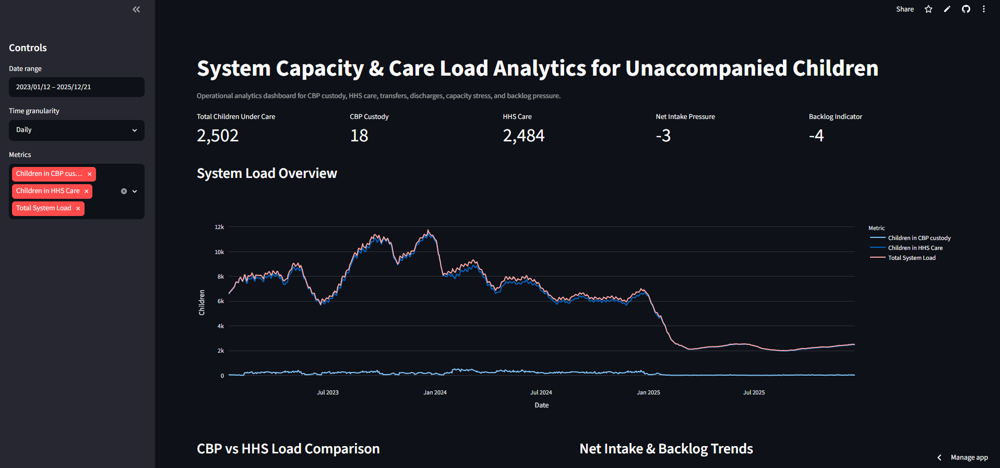 Share
Controls
Date range
2023/01/12 – 2025/12/21
Time granularity
Daily
Metrics
Children in CBP cus...
Children in HHS Care
Total System Load
System Capacity & Care Load Analytics for Unaccompanied Children
Operational analytics dashboard for CBP custody, HHS care, transfers, discharges, capacity stress, and backlog pressure.
Total Children Under Care
2,502
CBP Custody
18
HHS Care
2,484
Net Intake Pressure
-3
Backlog Indicator
-4
System Load Overview
12k
10k
8k
6k
4k
2k
0
Children
Jul 2023
Jan 2024
Jul 2024
Jan 2025
Jul 2025
Date
Metric
Children in CBP custody
Children in HHS Care
Total System Load
CBP vs HHS Load Comparison
Net Intake & Backlog Trends
Manage app